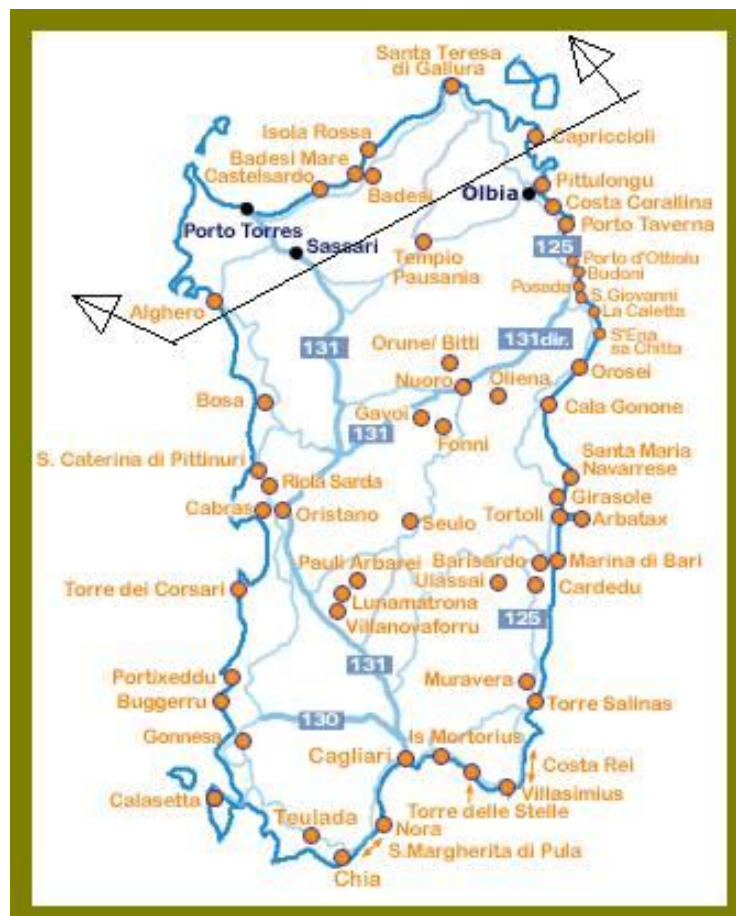 Santa Teresa
di Gallura
Isola Rossa
Capriccioli
Badesi Mare
Castelsardo
Badesi
Pittulongu
Olbia
Costa Corallina
Porto Torres
Porto Taverna
Sassari
125
Tempio
Pausania
Porto d'Ottiolu
Budoni
Posada
S.Giovanni
Alghero
La Caletta
131dir.
S'Ena
sa Chitta
131
Orune/ Bitti
Orosei
Nuoro
Oliena
Bosa
Gavoi
Cala Gonone
131
Fonni
Santa Maria
Navarrese
S. Caterina di Pittinuri
Riola Sarda
Girasole
Cabras
Oristano
Tortoli
Arbatax
Seulo
Pauli Arbarei
Barisardo
Marina di Bari
Ulassai
Cardedu
Torre dei Corsari
Lunamatrona
Villanovaforru
125
131
Portixeddu
Muravera
Buggerru
Torre Salinas
130
Gonnesa
Is Mortorius
Cagliari
Costa Rei
Villasimius
Calasetta
Torre delle Stelle
Teulada
Nora
S.Margherita di Pula
Chia